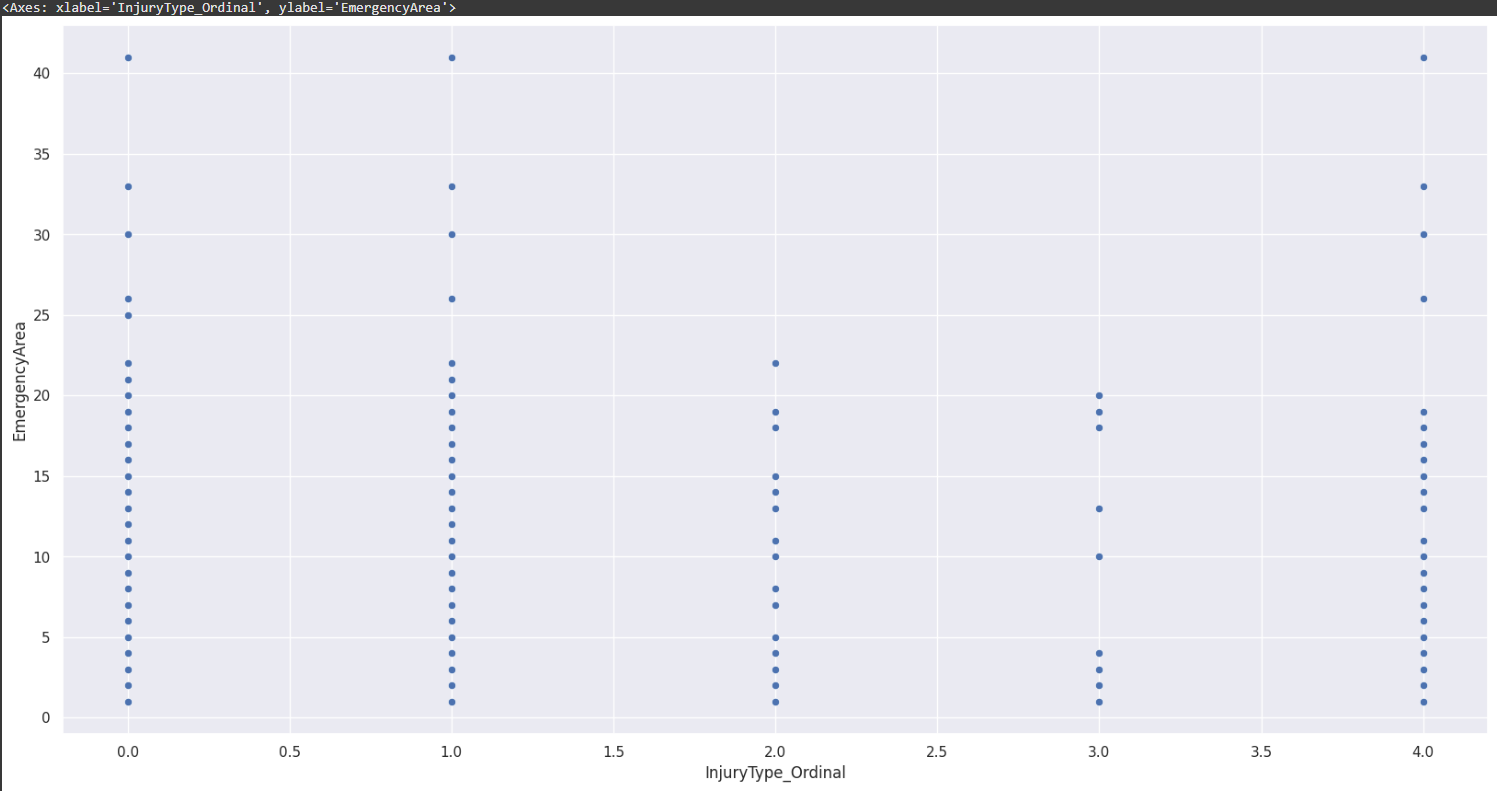 <Axes: xlabel='InjuryType_Ordinal', ylabel='EmergencyArea'>
40
35
30
25
20
15
10
5
0
EmergencyArea
0.0 0.5 1.0 1.5 2.0 2.5 3.0 3.5 4.0
InjuryType_Ordinal